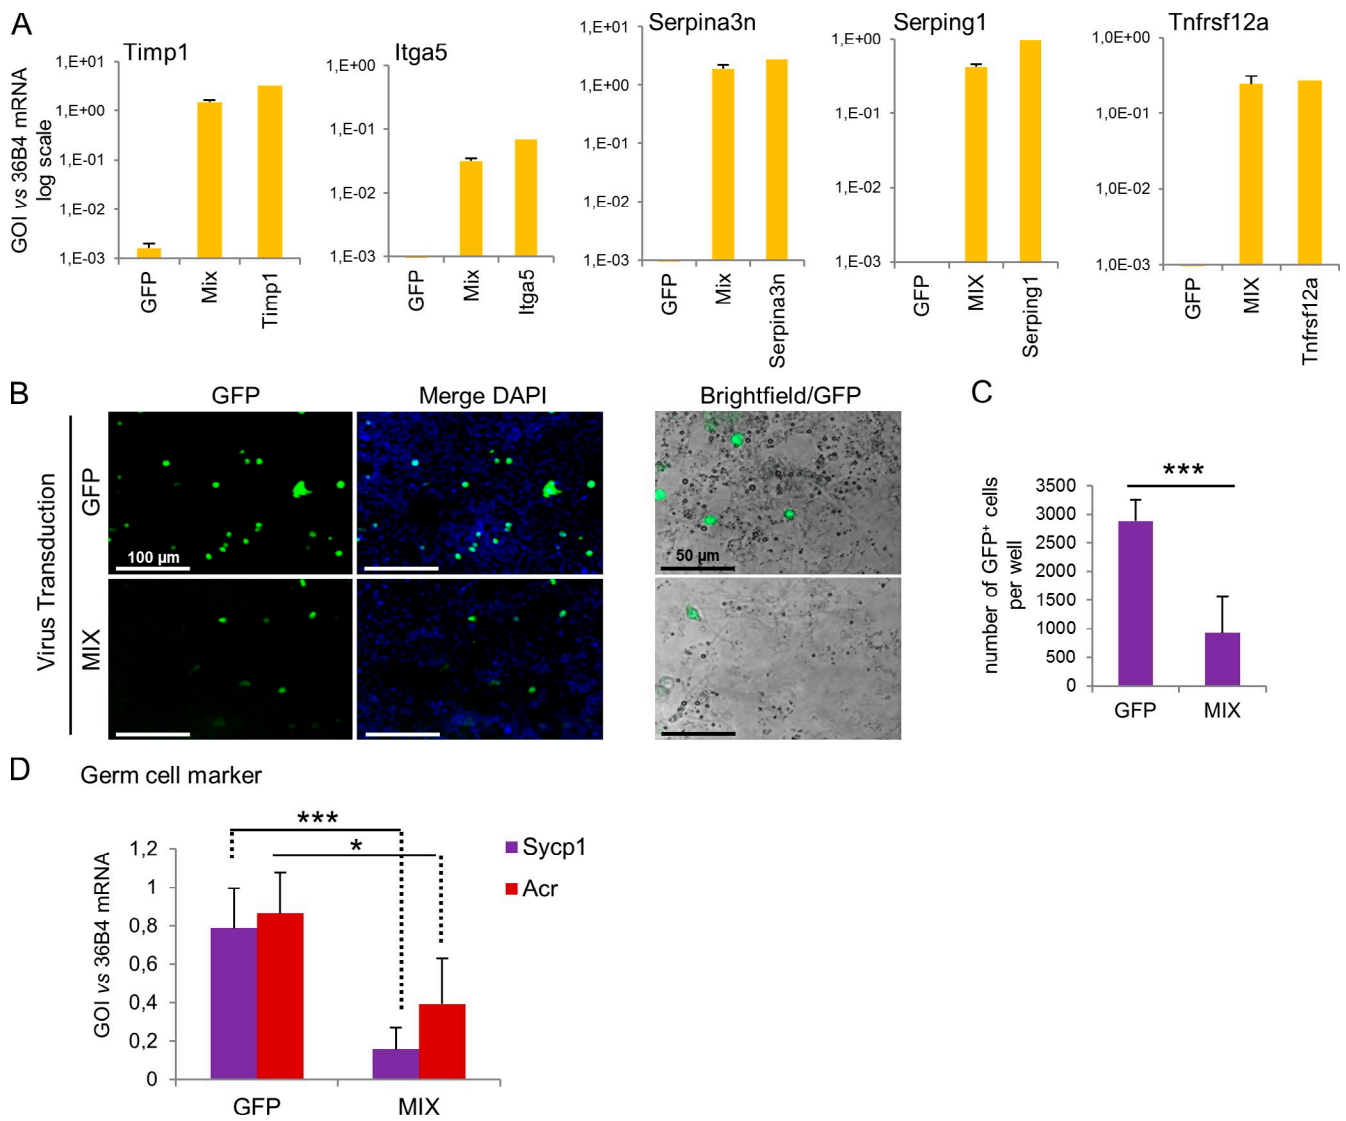 A
Timp1
GOI vs 36B4 mRNA
log scale
1,E+01
1,E+00
1,E-01
1,E-02
1,E-03
GFP
Mix
Timp1
Itga5
1,E+00
1,E-01
1,E-02
1,E-03
GFP
Mix
Itga5
Serpina3n
1,E+01
1,E+00
1,E-01
1,E-02
1,E-03
GFP
Mix
Serpina3n
Serping1
1,E+00
1,E-01
1,E-02
1,E-03
GFP
MIX
Serping1
Tnfrsf12a
1,0E+00
1,0E-01
1,0E-02
1,0E-03
GFP
MIX
Tnfrsf12a
B
GFP
Merge DAPI
Brightfield/GFP
Virus Transduction
GFP
MIX
100 µm
50 µm
C
number of GFP+ cells
per well
3500
3000
2500
2000
1500
1000
500
0
***
GFP
MIX
D
Germ cell marker
GOI vs 36B4 mRNA
1,2
1
0,8
0,6
0,4
0,2
0
***
*
Sycp1
Acr
GFP
MIX